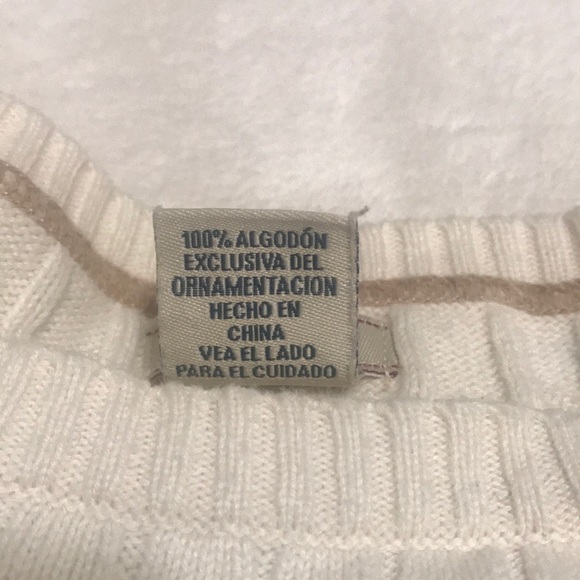 100% ALGODÓN
EXCLUSIVA DEL
ORNAMENTACION
HECHO EN
CHINA
VEA EL LADO
PARA EL CUIDADO